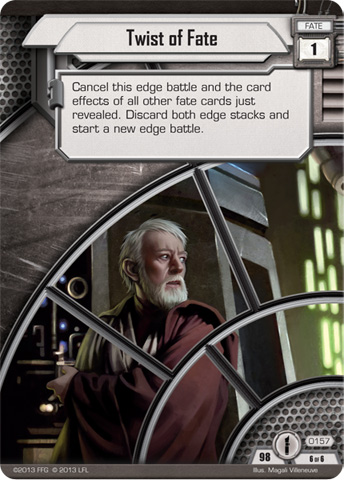 Twist of Fate
FATE
1
Cancel this edge battle and the card
effects of all other fate cards just
revealed. Discard both edge stacks and
start a new edge battle.
0157
98
6 OF 6
©2013 FFG © 2013 LFL
Illus. Magali Villeneuve